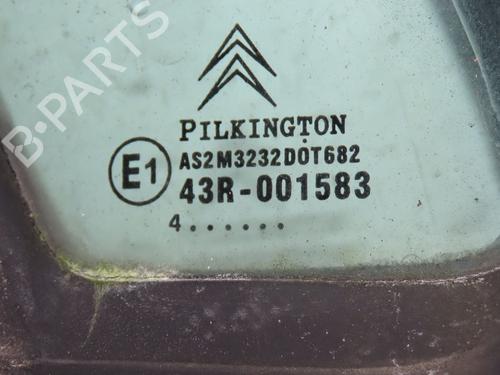 B-PARTS
PILKINGTON
AS2M3232DOT682
E1 43R-001583
4......